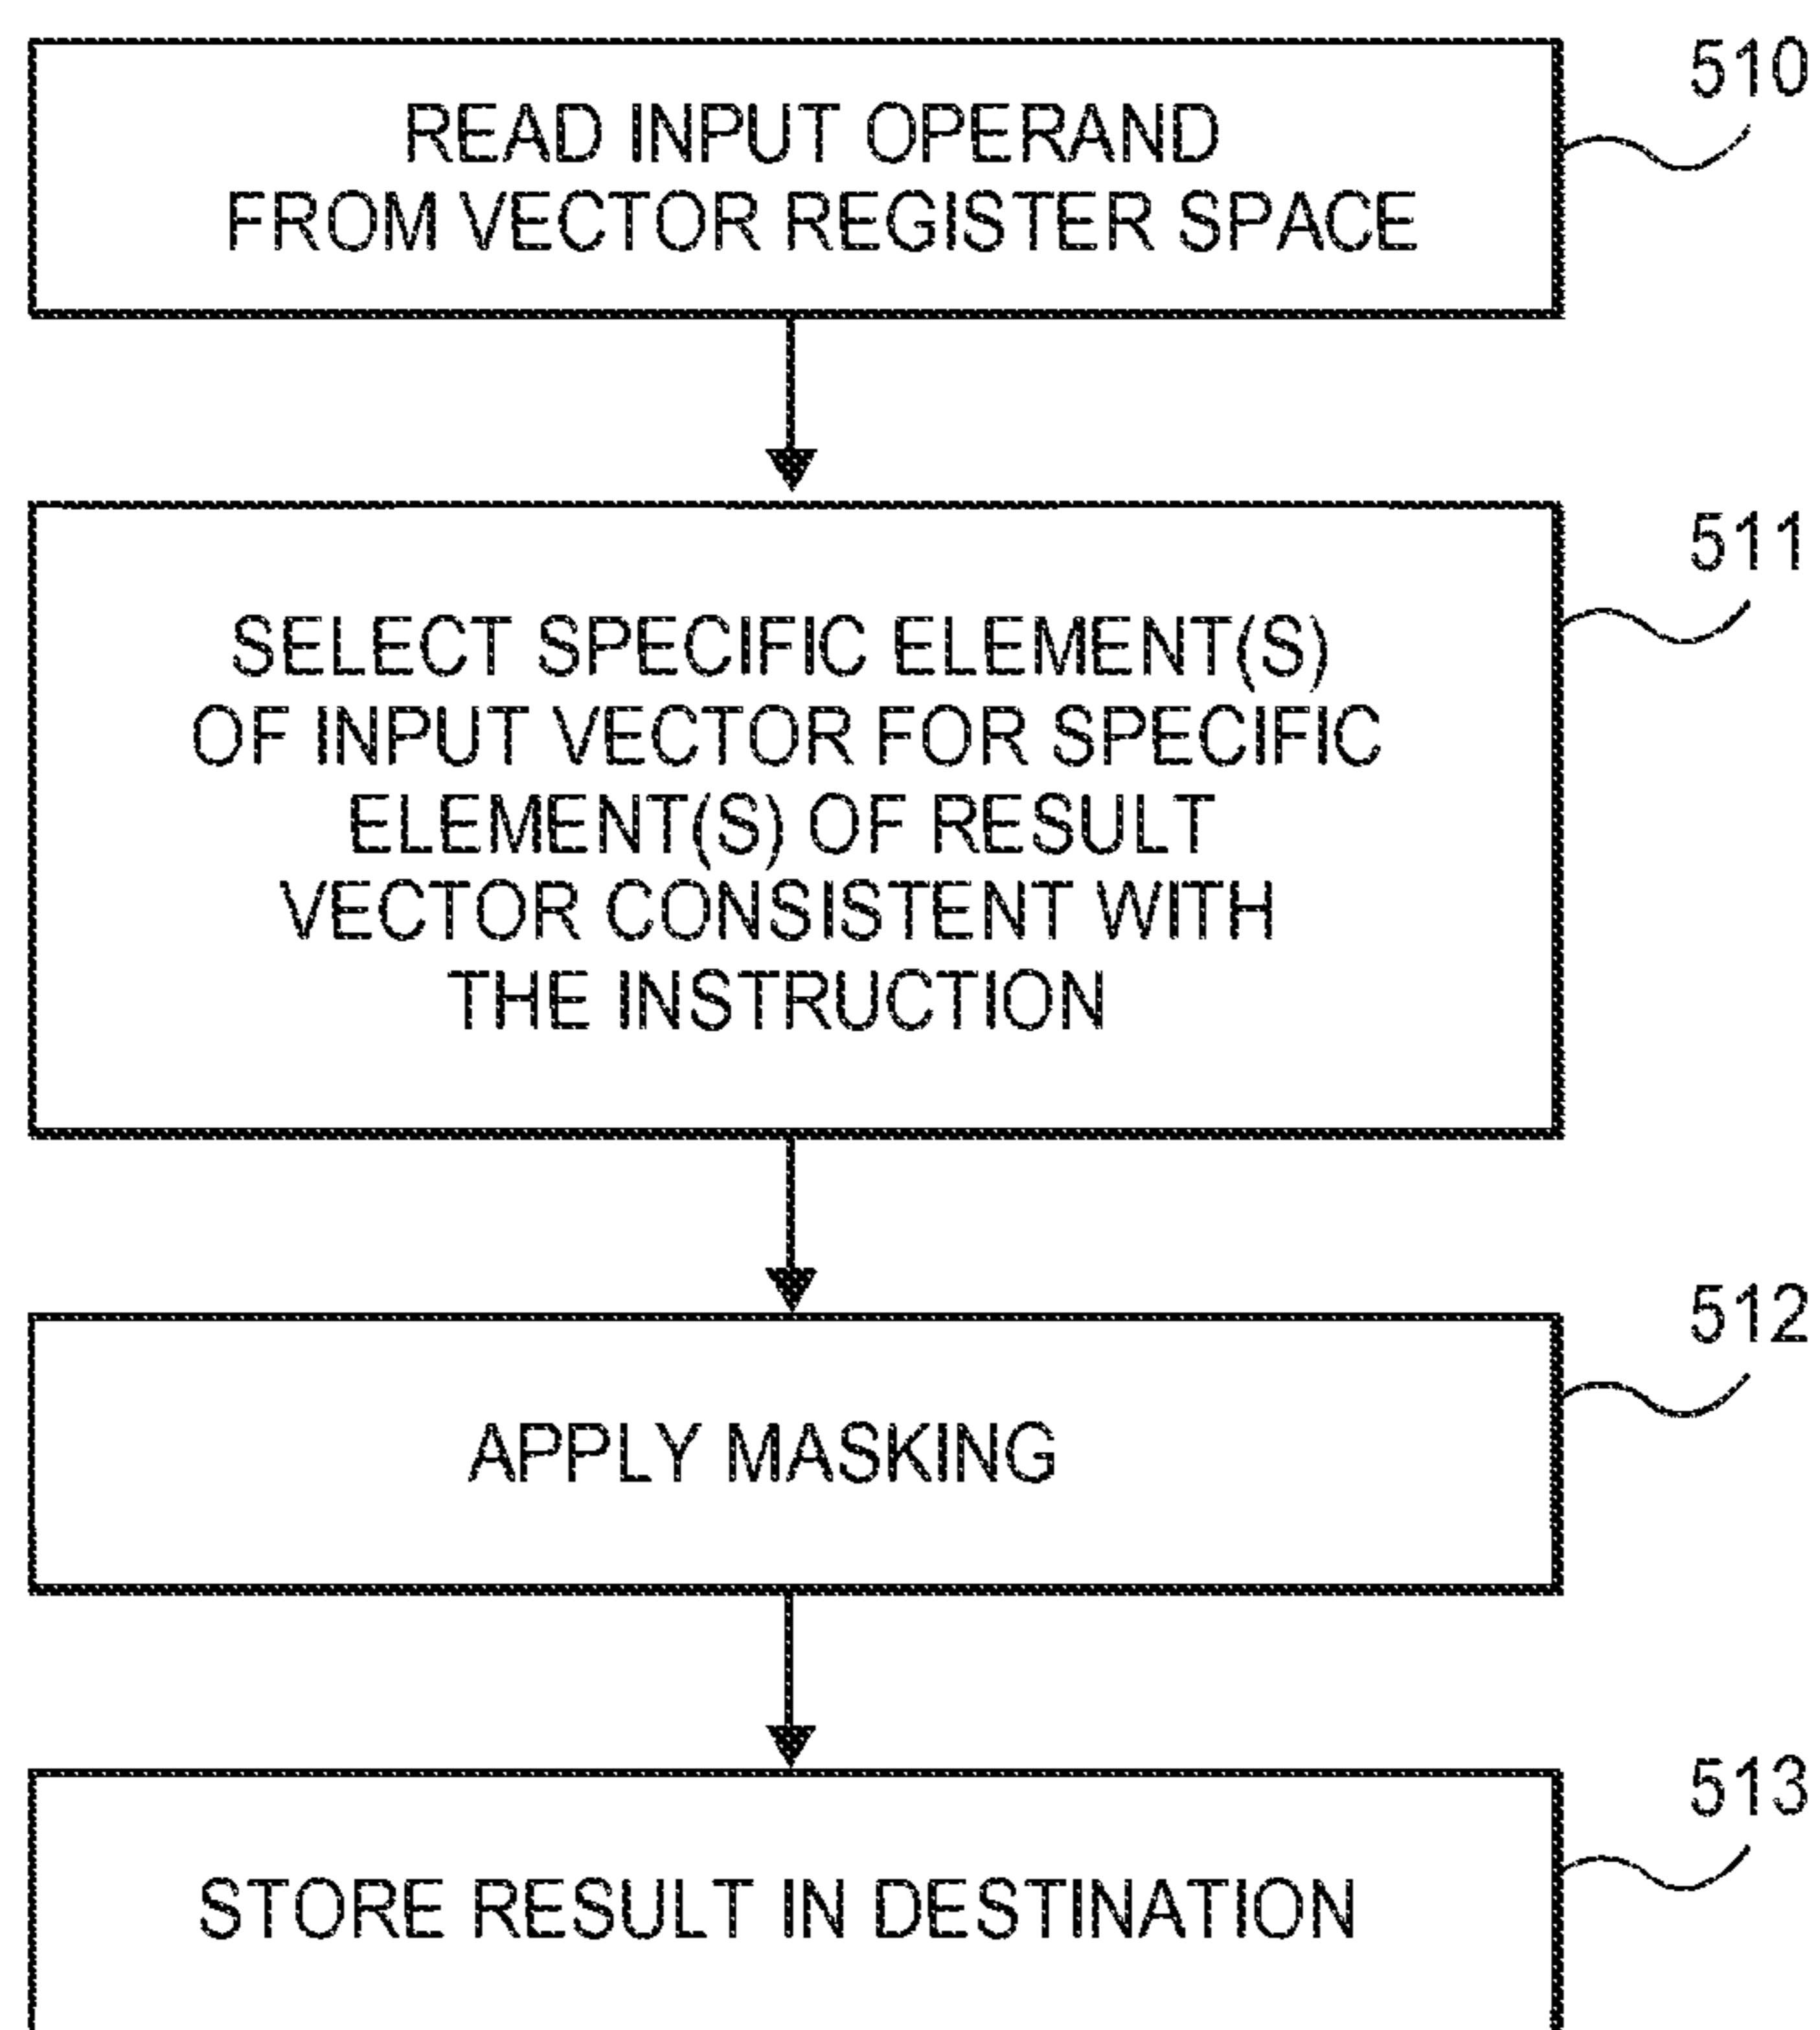 510
READ INPUT OPERAND
FROM VECTOR REGISTER SPACE
511
SELECT SPECIFIC ELEMENT(S)
OF INPUT VECTOR FOR SPECIFIC
ELEMENT(S) OF RESULT
VECTOR CONSISTENT WITH
THE INSTRUCTION
512
APPLY MASKING
513
STORE RESULT IN DESTINATION